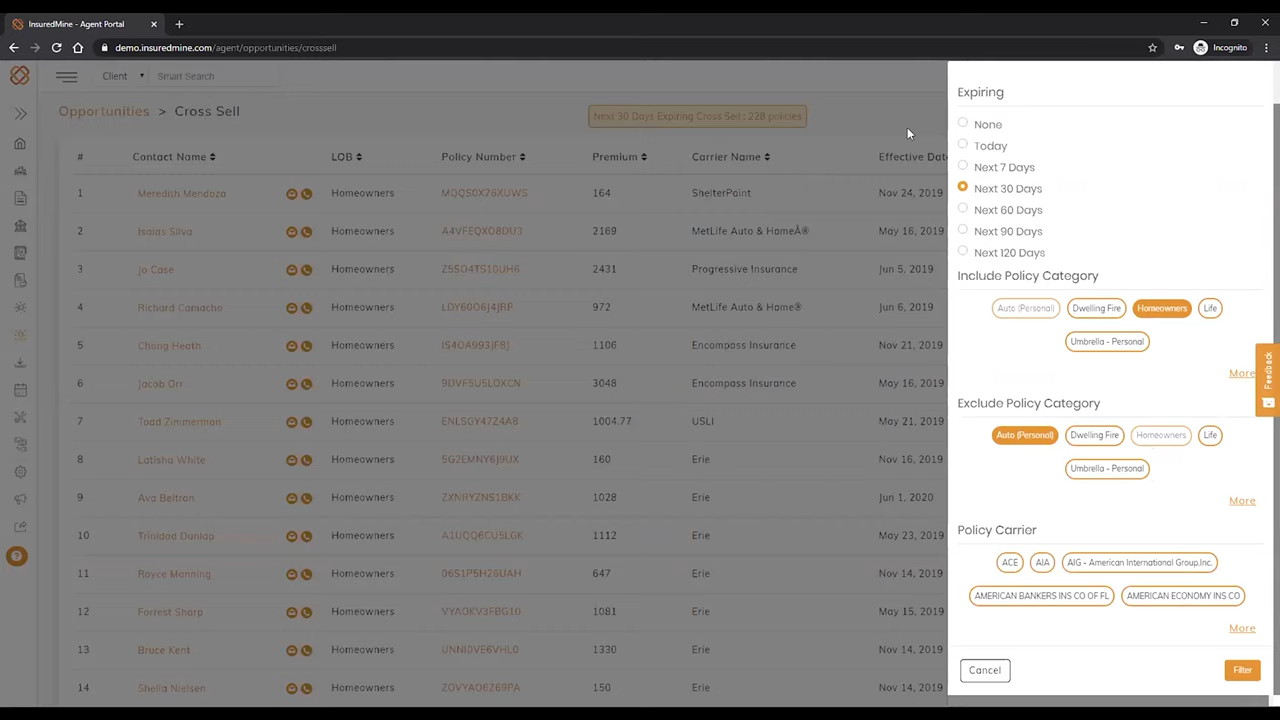 InsuredMine - Agent Portal
demo.insuredmine.com/agent/opportunities/crosssell
Incognito
Client
Smart Search
Opportunities > Cross Sell
Next 30 Days Expiring Cross Sell : 228 policies
# Contact Name LOB Policy Number Premium Carrier Name Effective Date
1 Meredith Mendoza Homeowners MOQS0X76XUWS 164 ShelterPoint Nov 24, 2019
2 Isaias Silva Homeowners A4VFEQXO8DU3 2169 MetLife Auto & HomeÂ® May 16, 2019
3 Jo Case Homeowners Z5SO4TS10UH6 2431 Progressive Insurance Jun 5, 2019
4 Richard Camacho Homeowners 972 MetLife Auto & Home® Jun 6, 2019
5 Chang Heath Homeowners IS4OA993JF8J 1106 Encompass Insurance Nov 21, 2019
6 Jacob Orr Homeowners 9DVF5U5LQXCN 3048 Encompass Insurance May 16, 2019
7 Todd Zimmerman Homeowners ENLSGY47Z4A8 1004.77 USLI May 21, 2019
8 Latisha White Homeowners 5G2EMNY6J9UX 160 Erie Nov 16, 2019
9 Ava Beltran Homeowners ZXNRYZNS1BKK 1028 Erie Jun 1, 2020
10 Trinidad Dunlap Homeowners A1UQQ6CU5LGK 1112 Erie May 23, 2019
11 Royce Manning Homeowners 647 Erie Nov 14, 2019
12 Forrest Sharp Homeowners VYAOKV3FBG10 1081 Erie May 15, 2019
13 Bruce Kent Homeowners UNNI0VE6VHL0 1330 Erie Nov 14, 2019
14 Shelia Nielsen Homeowners ZOVYAO6Z69PA 150 Erie Nov 14, 2019
Expiring
None
Today
Next 7 Days
Next 30 Days
Next 60 Days
Next 90 Days
Next 120 Days
Include Policy Category
Auto (Personal) Dwelling Fire Homeowners Life
Umbrella - Personal
More
Exclude Policy Category
Auto (Personal) Dwelling Fire Homeowners Life
Umbrella - Personal
More
Policy Carrier
ACE AIA AIG - American International Group,Inc.
AMERICAN BANKERS INS CO OF FL AMERICAN ECONOMY INS CO
More
Cancel Filter
Feedback